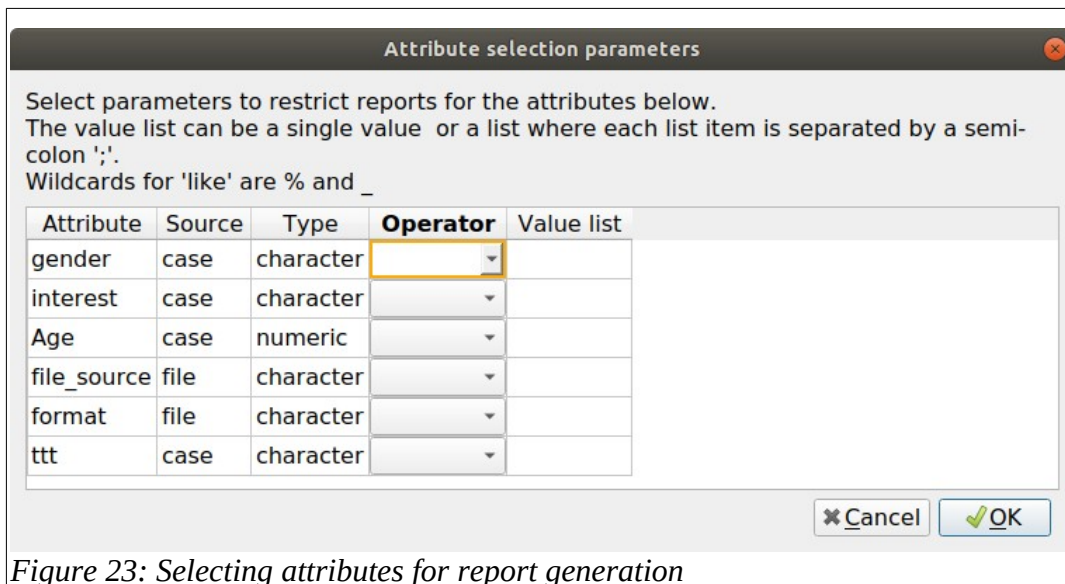 Attribute selection parameters
Select parameters to restrict reports for the attributes below.
The value list can be a single value  or a list where each list item is separated by a semi-
colon ';'.
Wildcards for 'like' are % and _
Attribute Source Type Operator Value list
gender case character
interest case character
Age case numeric
file_source file character
format file character
ttt case character
Cancel OK
Figure 23: Selecting attributes for report generation